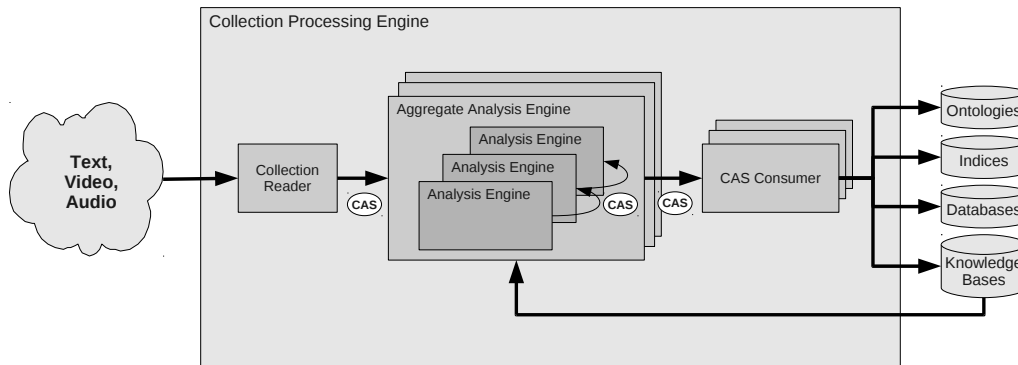 Collection Processing Engine
Text,
Video,
Audio
Collection
Reader
CAS
Aggregate Analysis Engine
Analysis Engine
Analysis Engine
Analysis Engine
CAS
CAS
CAS Consumer
Ontologies
Indices
Databases
Knowledge
Bases